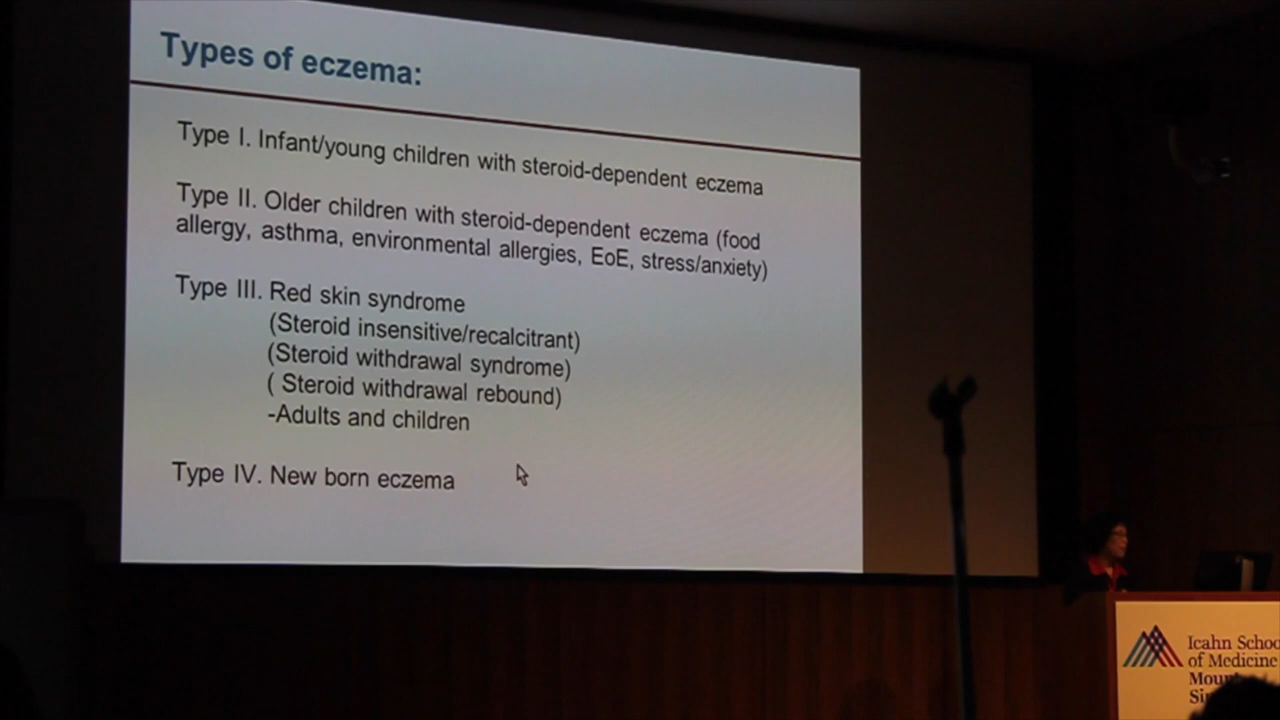 Types of eczema:
Type I. Infant/young children with steroid-dependent eczema
Type II. Older children with steroid-dependent eczema (food
allergy, asthma, environmental allergies, EoE, stress/anxiety)
Type III. Red skin syndrome
(Steroid insensitive/recalcitrant)
(Steroid withdrawal syndrome)
( Steroid withdrawal rebound)
-Adults and children
Type IV. New born eczema
Icahn Schoo
of Medicine